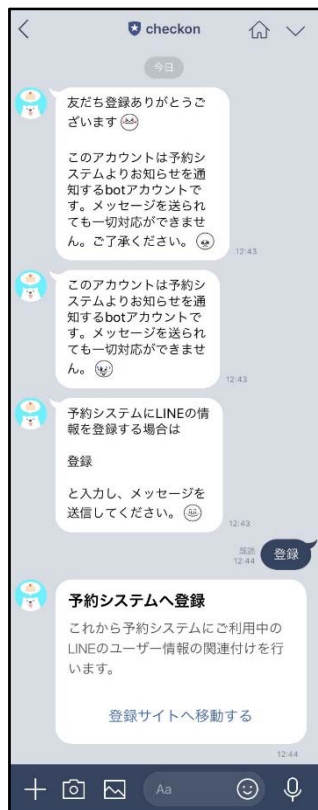 checkon
今日
友だち登録ありがとうご
ざいます
このアカウントは予約シ
ステムよりお知らせを通
知するbotアカウントで
す。メッセージを送られ
ても一切対応ができませ
ん。ご了承ください。
12:43
このアカウントは予約シ
ステムよりお知らせを通
知するbotアカウントで
す。メッセージを送られ
ても一切対応ができませ
ん。
12:43
予約システムにLINEの情
報を登録する場合は
登録
と入力し、メッセージを
送信してください。
12:43
既読
12:44
登録
予約システムへ登録
これから予約システムにご利用中の
LINEのユーザー情報の関連付けを行
います。
登録サイトへ移動する
12:44
Aa